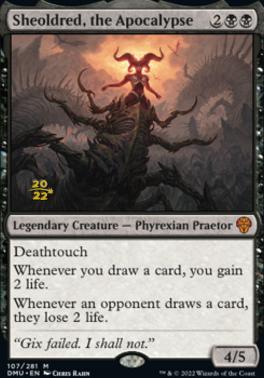 Sheoldred, the Apocalypse 2
20
22
Legendary Creature — Phyrexian Praetor
Deathtouch
Whenever you draw a card, you gain
2 life.
Whenever an opponent draws a card,
they lose 2 life.
“Gix failed. I shall not.”
107/281 M
DMU • EN Chris Rahn
™ & © 2022 Wizards of the Coast
4/5